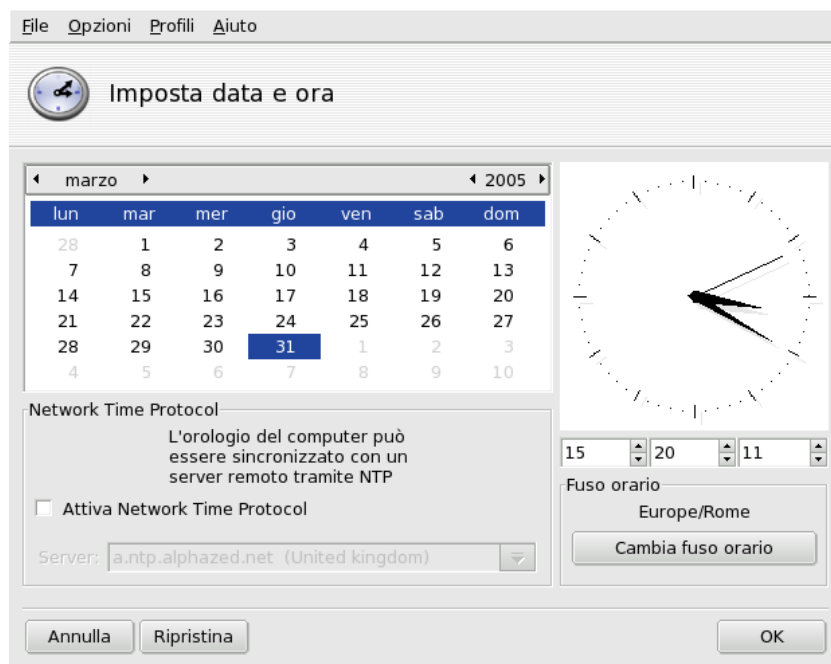 File Opzioni Profili Aiuto
Imposta data e ora
marzo 2005
lun mar mer gio ven sab dom
28 1 2 3 4 5 6
7 8 9 10 11 12 13
14 15 16 17 18 19 20
21 22 23 24 25 26 27
28 29 30 31 1 2 3
4 5 6 7 8 9 10
Network Time Protocol
L'orologio del computer può
essere sincronizzato con un
server remoto tramite NTP
Attiva Network Time Protocol
Server: a.ntp.alphazed.net (United kingdom)
15 20 11
Fuso orario
Europe/Rome
Cambia fuso orario
Annulla Ripristina OK